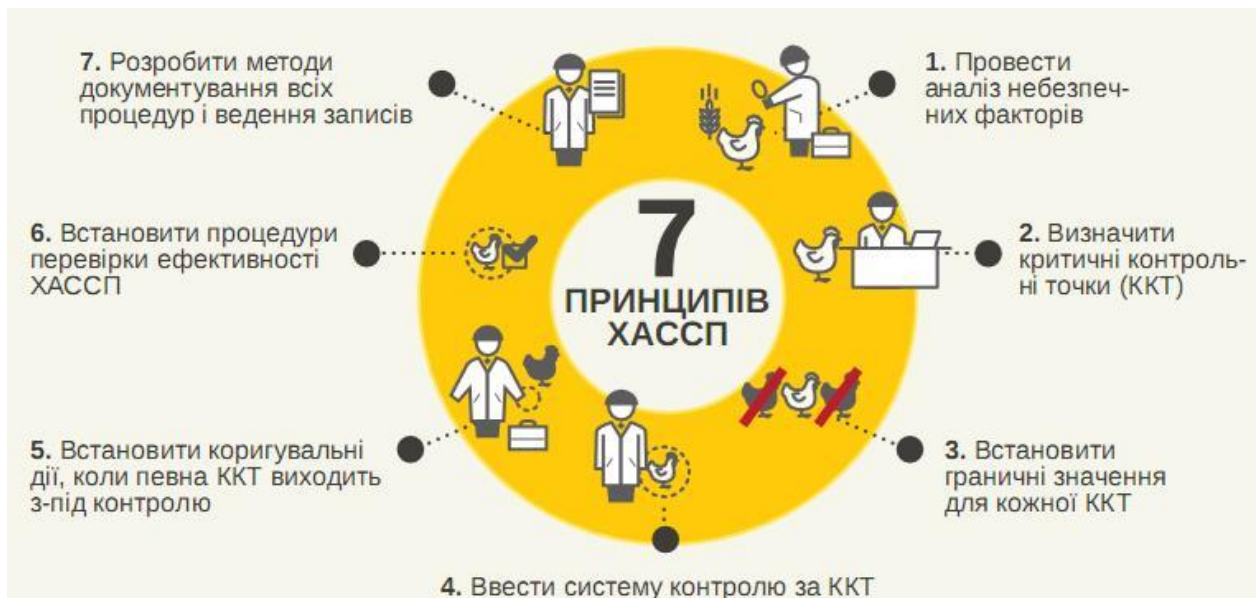 7
ПРИНЦИПІВ
ХАССП
1. Провести
аналіз небезпеч-
них факторів
2. Визначити
критичні контроль-
ні точки (ККТ)
3. Встановити
граничні значення
для кожної ККТ
4. Ввести систему контролю за ККТ
5. Встановити коригувальні
дії, коли певна ККТ виходить
з-під контролю
6. Встановити процедури
перевірки ефективності
ХАССП
7. Розробити методи
документування всіх
процедур і ведення записів